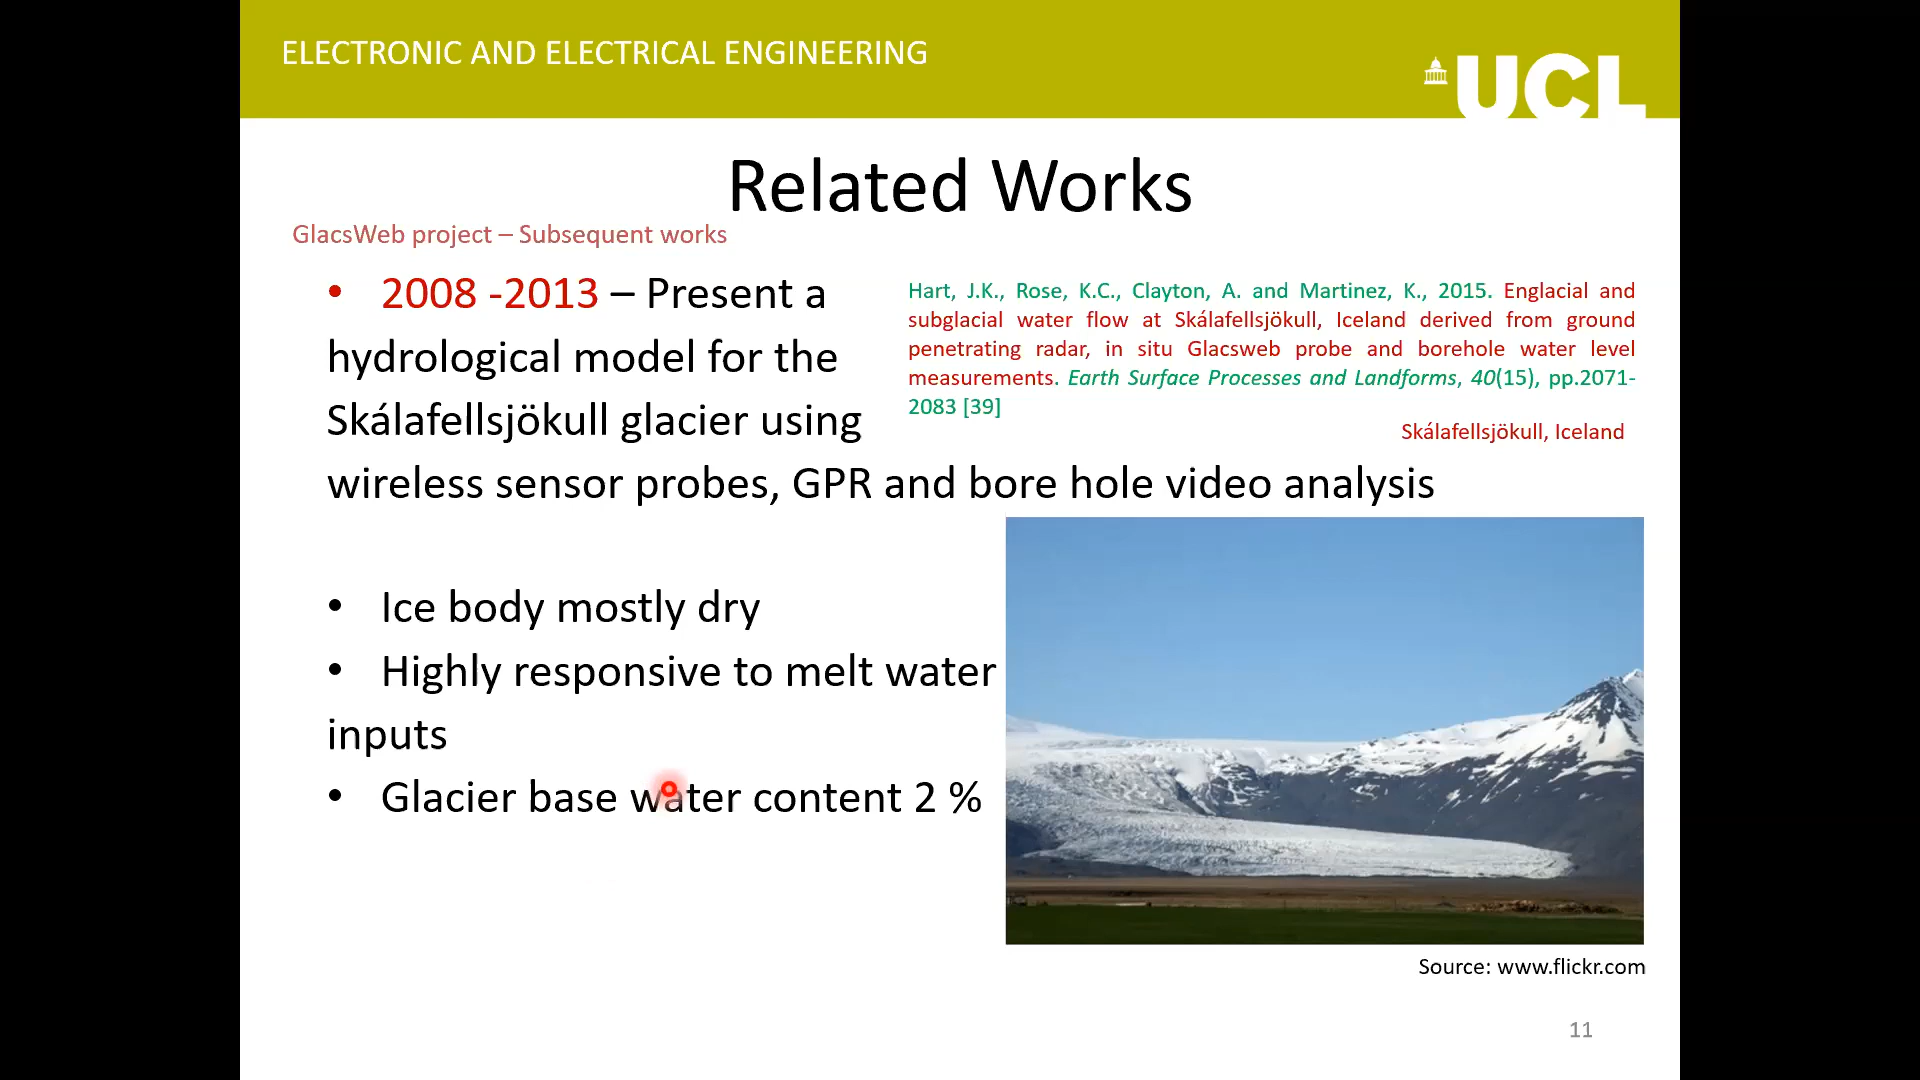 ELECTRONIC AND ELECTRICAL ENGINEERING
UCL
Related Works
GlacsWeb project – Subsequent works
• 2008 -2013 – Present a
hydrological model for the
Skálafellsjökull glacier using
wireless sensor probes, GPR and bore hole video analysis
Hart, J.K., Rose, K.C., Clayton, A. and Martinez, K., 2015. Englacial and
subglacial water flow at Skálafellsjökull, Iceland derived from ground
penetrating radar, in situ Glacsweb probe and borehole water level
measurements. Earth Surface Processes and Landforms, 40(15), pp.2071-
2083 [39]
Skálafellsjökull, Iceland
• Ice body mostly dry
• Highly responsive to melt water
inputs
• Glacier base water content 2 %
Source: www.flickr.com
11